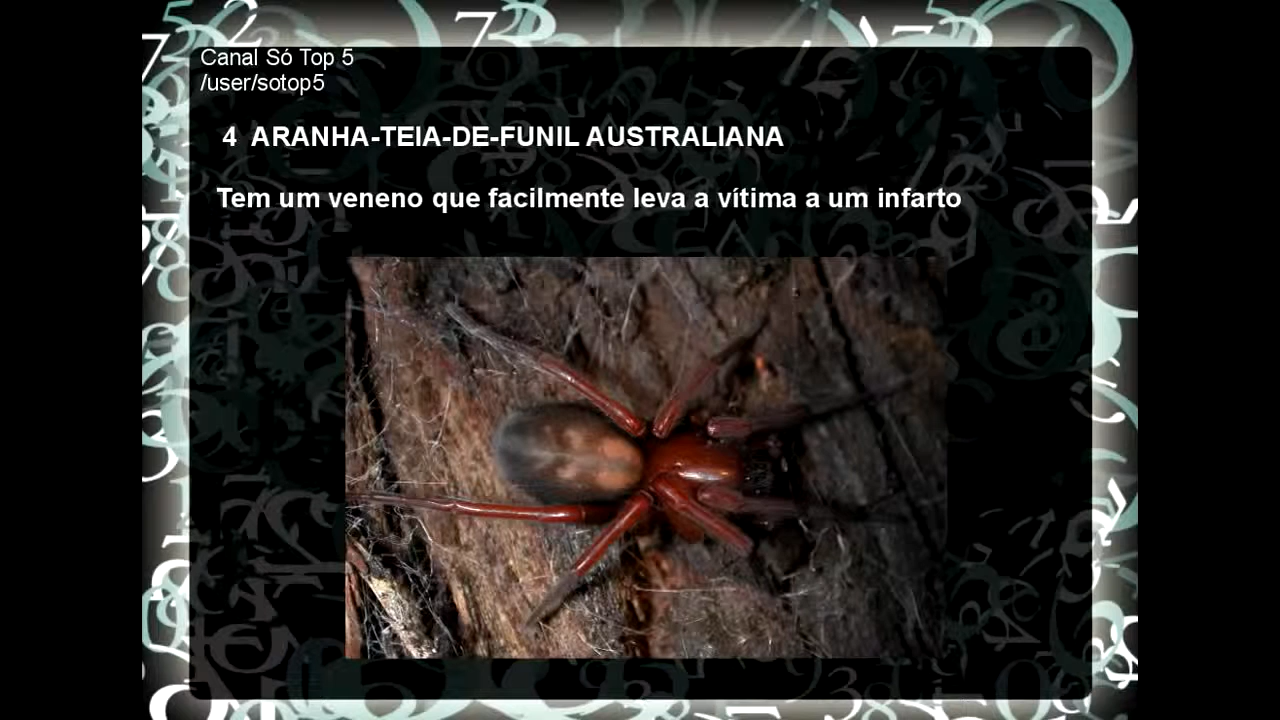 Canal Só Top 5
/user/sotop5
4 ARANHA-TEIA-DE-FUNIL AUSTRALIANA
Tem um veneno que facilmente leva a vítima a um infarto